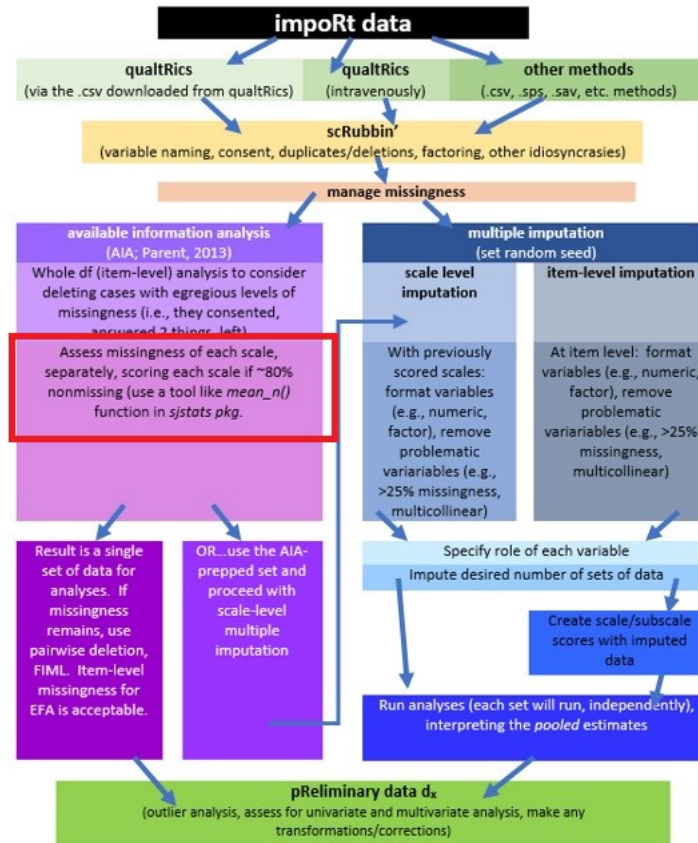 impoRt data
qualtRics
(via the .csv downloaded from qualtRics)
qualtRics
(intravenously)
other methods
(.csv, .sps, .sav, etc. methods)
scRubbin'
(variable naming, consent, duplicates/deletions, factoring, other idiosyncrasies)
manage missingness
available information analysis
(AIA; Parent, 2013)
Whole df (item-level) analysis to consider
deleting cases with egregious levels of
missingness (i.e., they consented,
answered 2 things, left)
Assess missingness of each scale,
separately, scoring each scale if ~80%
nonmissing (use a tool like mean_n()
function in sjstats pkg.
Result is a single
set of data for
analyses. If
missingness
remains, use
pairwise deletion,
FIML. Item-level
missingness for
EFA is acceptable.
OR...use the AIA-
prepped set and
proceed with
scale-level
multiple
imputation
multiple imputation
(set random seed)
scale level
imputation
With previously
scored scales:
format variables
(e.g., numeric,
factor), remove
problematic
varariables (e.g.,
>25% missingness,
multicollinear)
item-level imputation
At item level: format
variables (e.g., numeric,
factor), remove
problematic
varariables (e.g., >25%
missingness,
multicollinear)
Specify role of each variable
Impute desired number of sets of data
Create scale/subscale
scores with imputed
data
Run analyses (each set will run, independently),
interpreting the pooled estimates
pReliminary data dx
(outlier analysis, assess for univariate and multivariate analysis, make any
transformations/corrections)